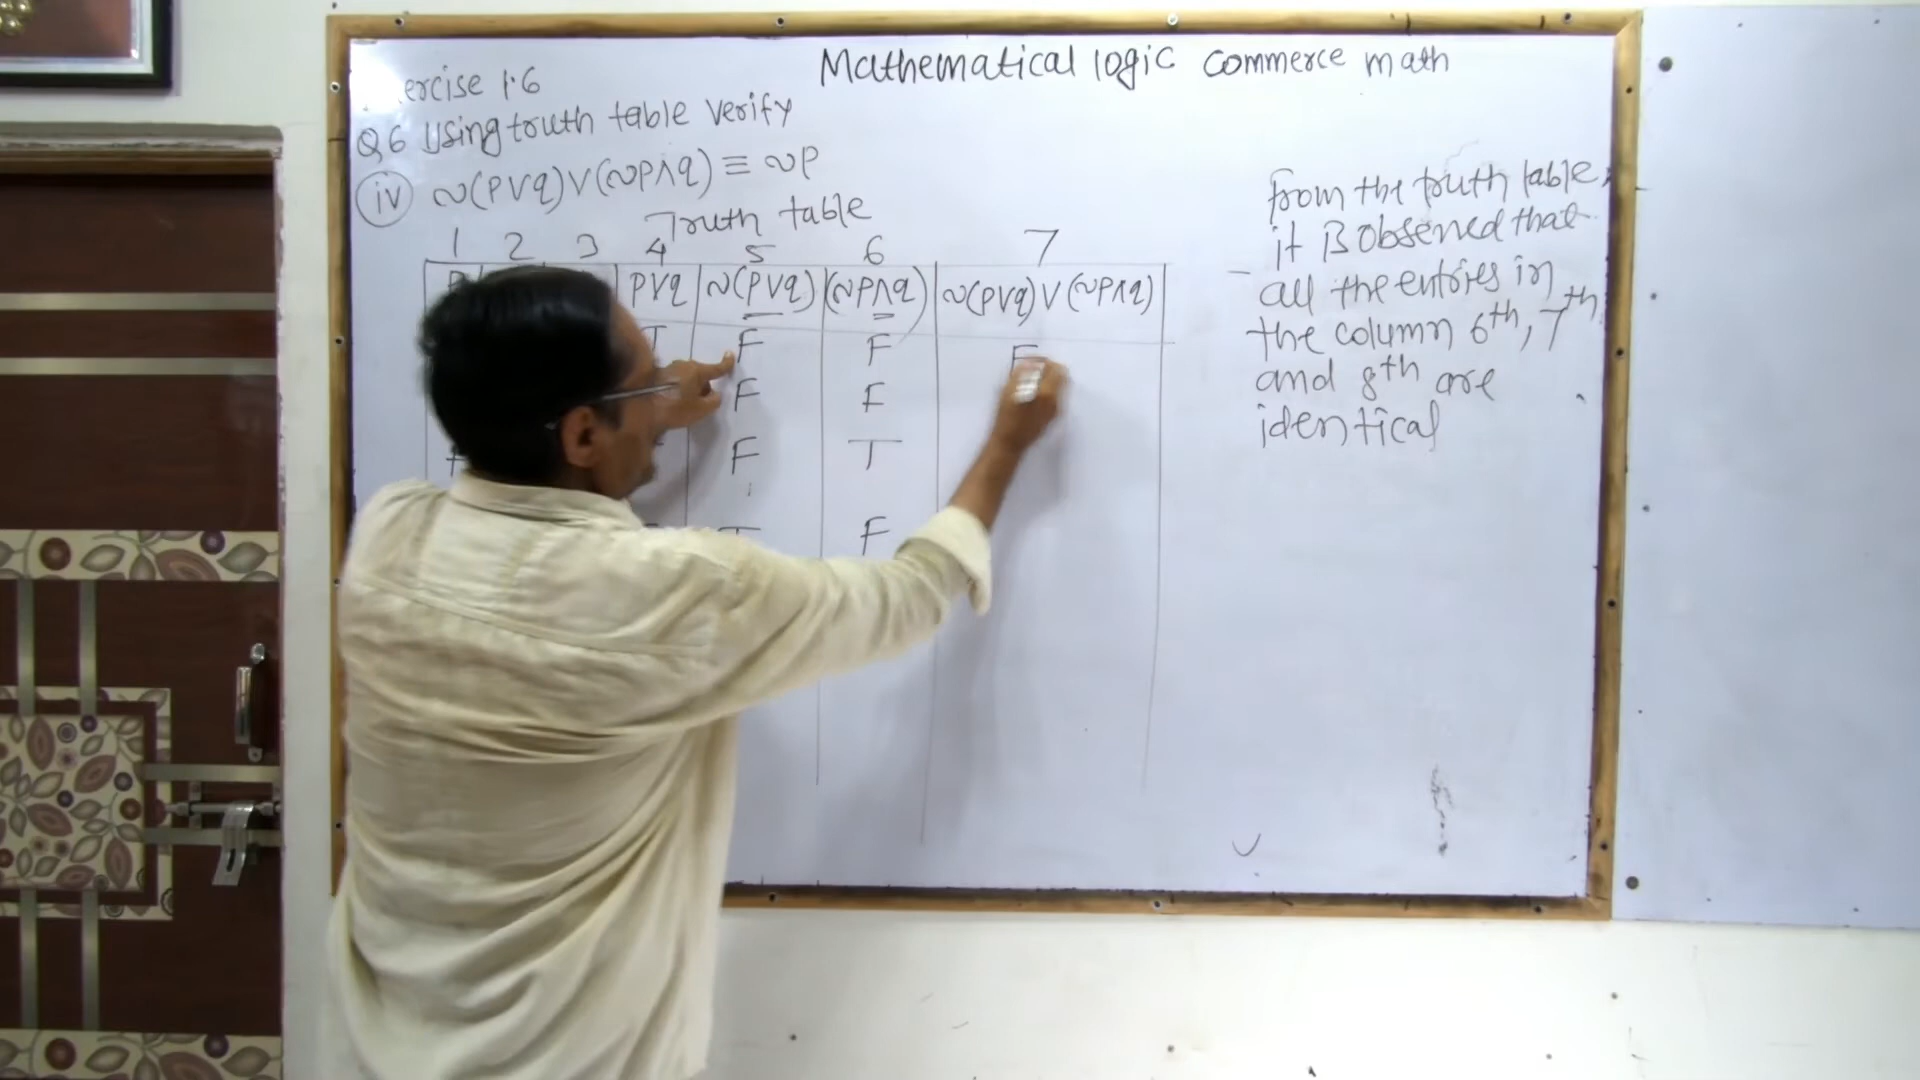 Mathematical logic commerce math
ercise 1.6
Q6 Using truth table verify
iv ~(p∨q)∨(~p∧q) ≡ ~p
Truth table
1 2 3 4 5 6 7
p p∨q ~(p∨q) (~p∧q) ~(p∨q)∨(~p∧q)
T F F F
F F
F T
T F
from the truth table
it is observed that
all the entries in
the column 6th, 7th
and 8th are
identical